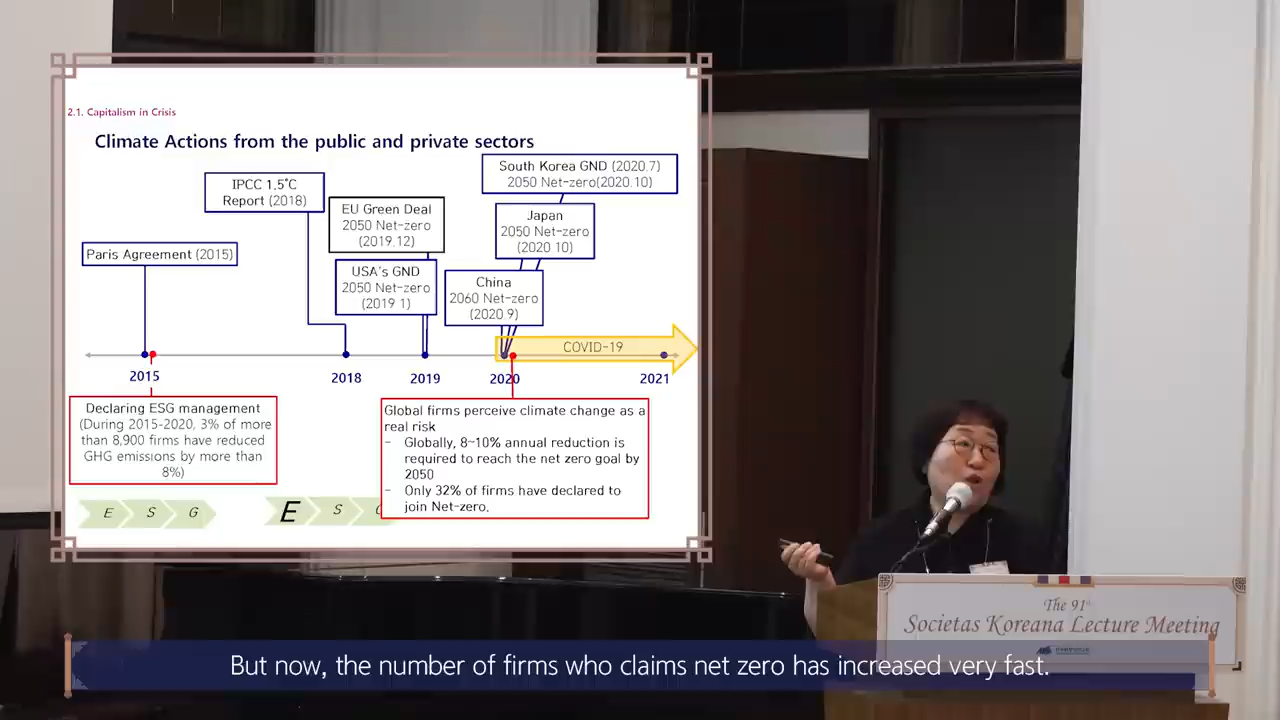 2.1. Capitalism in Crisis
Climate Actions from the public and private sectors
South Korea GND (2020.7)
2050 Net-zero(2020.10)
IPCC 1.5˚C
Report (2018)
EU Green Deal
2050 Net-zero
(2019.12)
Japan
2050 Net-zero
(2020.10)
Paris Agreement (2015)
USA's GND
2050 Net-zero
(2019.1)
China
2060 Net-zero
(2020.9)
COVID-19
2015
2018
2019
2020
2021
Declaring ESG management
(During 2015-2020, 3% of more
than 8,900 firms have reduced
GHG emissions by more than
8%)
Global firms perceive climate change as a
real risk
- Globally, 8~10% annual reduction is
required to reach the net zero goal by
2050
- Only 32% of firms have declared to
join Net-zero.
E S G
E S
The 91st
Societas Koreana Lecture Meeting
But now, the number of firms who claims net zero has increased very fast.